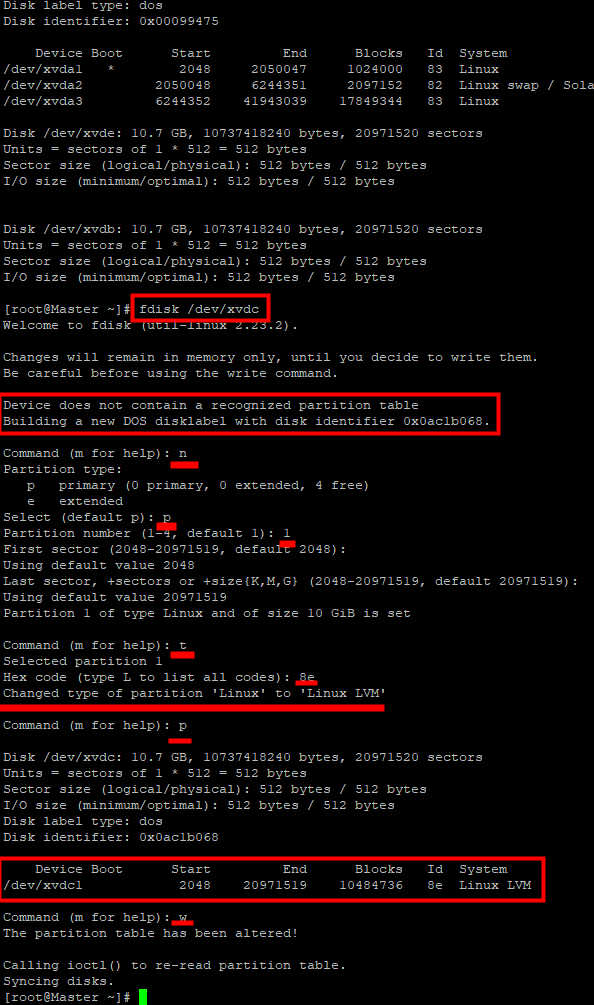 Disk label type: dos
Disk identifier: 0x00099475
Device Boot Start End Blocks Id System
/dev/xvda1 * 2048 2050047 1024000 83 Linux
/dev/xvda2 2050048 6244351 2097152 82 Linux swap / Sola
/dev/xvda3 6244352 41943039 17849344 83 Linux
Disk /dev/xvde: 10.7 GB, 10737418240 bytes, 20971520 sectors
Units = sectors of 1 * 512 = 512 bytes
Sector size (logical/physical): 512 bytes / 512 bytes
I/O size (minimum/optimal): 512 bytes / 512 bytes
Disk /dev/xvdb: 10.7 GB, 10737418240 bytes, 20971520 sectors
Units = sectors of 1 * 512 = 512 bytes
Sector size (logical/physical): 512 bytes / 512 bytes
I/O size (minimum/optimal): 512 bytes / 512 bytes
[root@Master ~]# fdisk /dev/xvdc
Welcome to fdisk (util-linux 2.23.2).
Changes will remain in memory only, until you decide to write them.
Be careful before using the write command.
Device does not contain a recognized partition table
Building a new DOS disklabel with disk identifier 0x0ac1b068.
Command (m for help): n
Partition type:
p primary (0 primary, 0 extended, 4 free)
e extended
Select (default p): p
Partition number (1-4, default 1): 1
First sector (2048-20971519, default 2048):
Using default value 2048
Last sector, +sectors or +size{K,M,G} (2048-20971519, default 20971519):
Using default value 20971519
Partition 1 of type Linux and of size 10 GiB is set
Command (m for help): t
Selected partition 1
Hex code (type L to list all codes): 8e
Changed type of partition 'Linux' to 'Linux LVM'
Command (m for help): p
Disk /dev/xvdc: 10.7 GB, 10737418240 bytes, 20971520 sectors
Units = sectors of 1 * 512 = 512 bytes
Sector size (logical/physical): 512 bytes / 512 bytes
I/O size (minimum/optimal): 512 bytes / 512 bytes
Disk label type: dos
Disk identifier: 0x0ac1b068
Device Boot Start End Blocks Id System
/dev/xvdc1 2048 20971519 10484736 8e Linux LVM
Command (m for help): w
The partition table has been altered!
Calling ioctl() to re-read partition table.
Syncing disks.
[root@Master ~]#